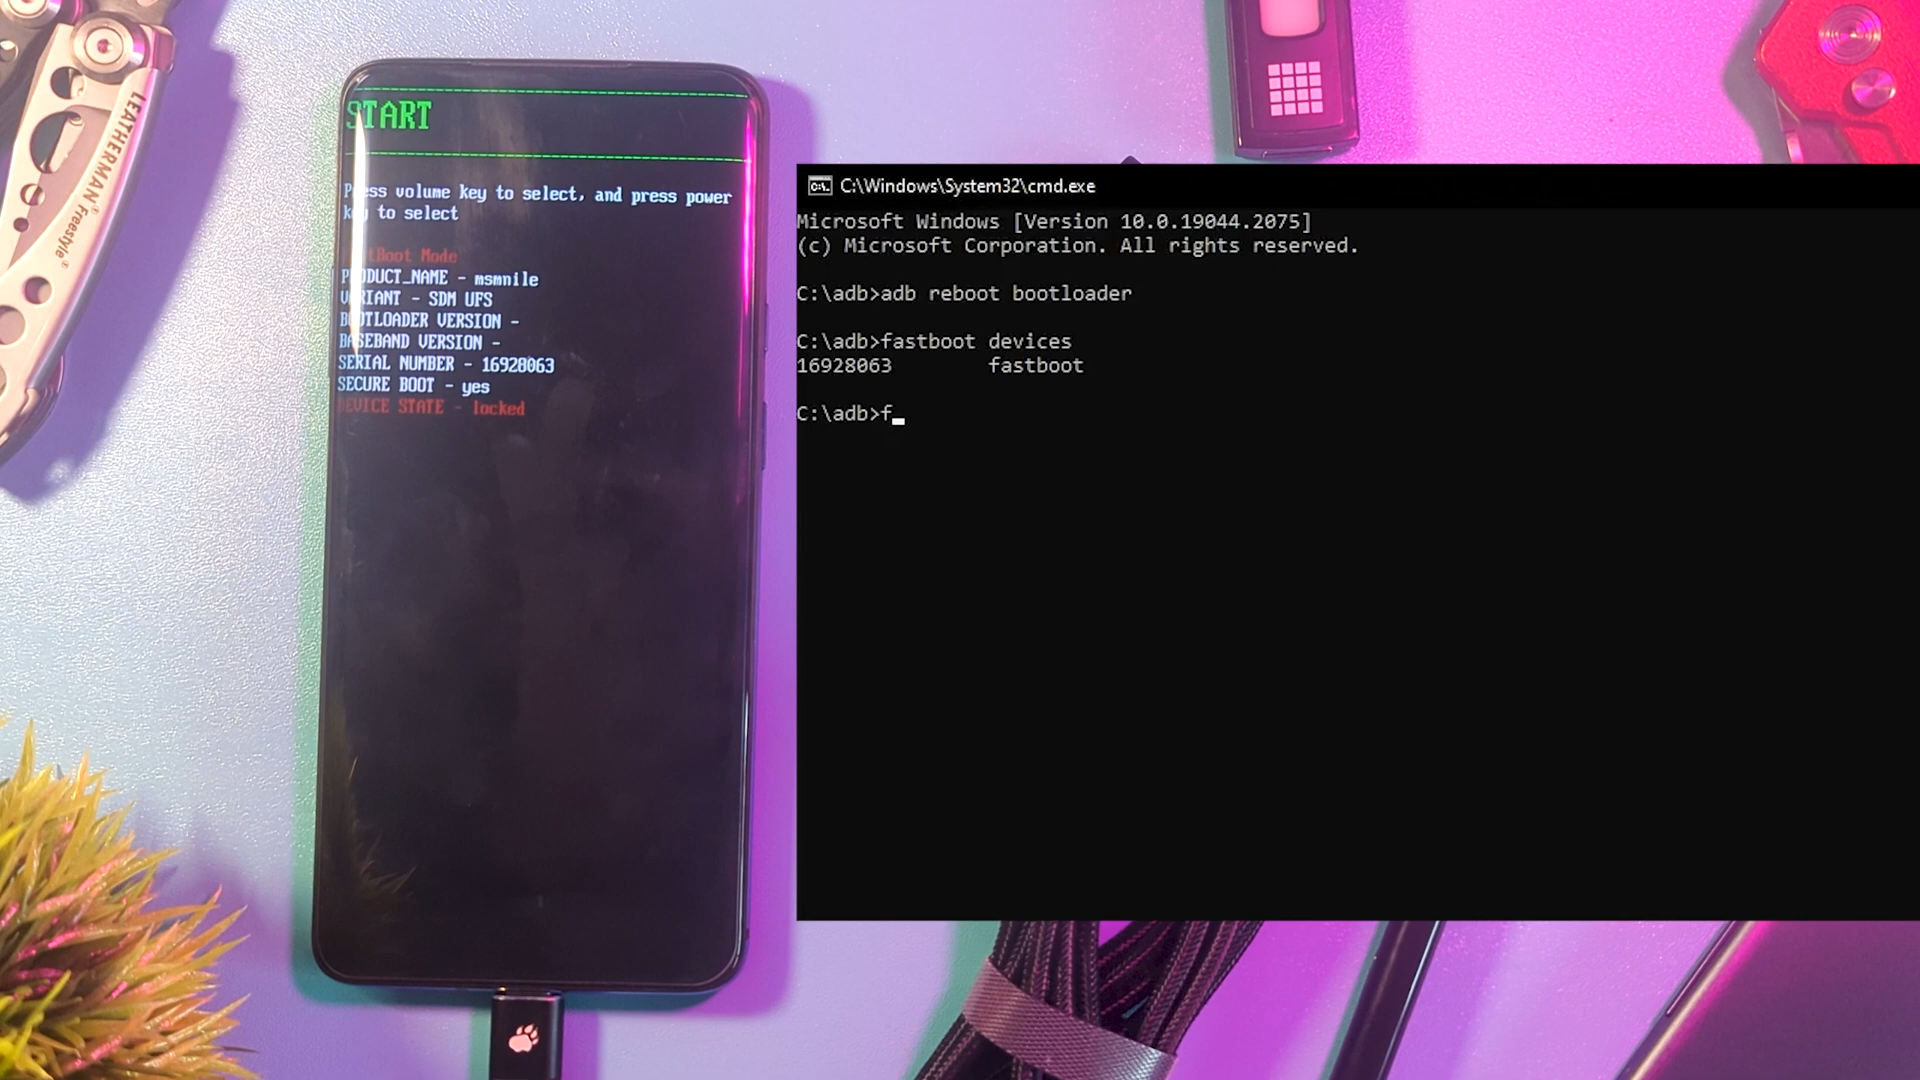 LEATHERMAN®
Freestyle®
START
Press volume key to select, and press power
key to select
FastBoot Mode
PRODUCT_NAME - msmnile
VARIANT - SDM UFS
BOOTLOADER VERSION -
BASEBAND VERSION -
SERIAL NUMBER - 16928063
SECURE BOOT - yes
DEVICE STATE - locked
C:\Windows\System32\cmd.exe
Microsoft Windows [Version 10.0.19044.2075]
(c) Microsoft Corporation. All rights reserved.
C:\adb>adb reboot bootloader
C:\adb>fastboot devices
16928063 fastboot
C:\adb>f_